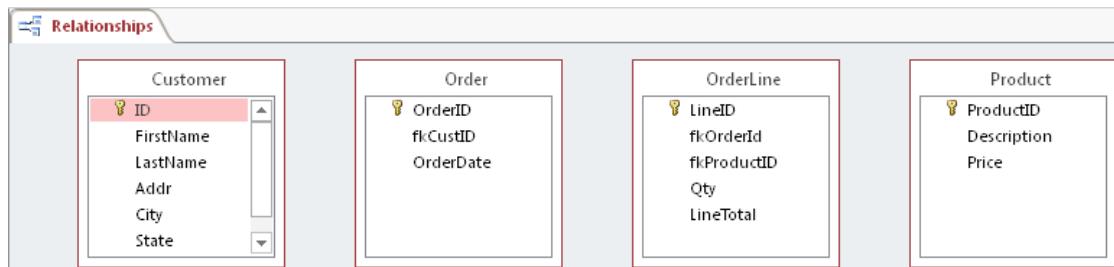 Relationships
Customer
ID
FirstName
LastName
Addr
City
State
Order
OrderID
fkCustID
OrderDate
OrderLine
LineID
fkOrderId
fkProductID
Qty
LineTotal
Product
ProductID
Description
Price